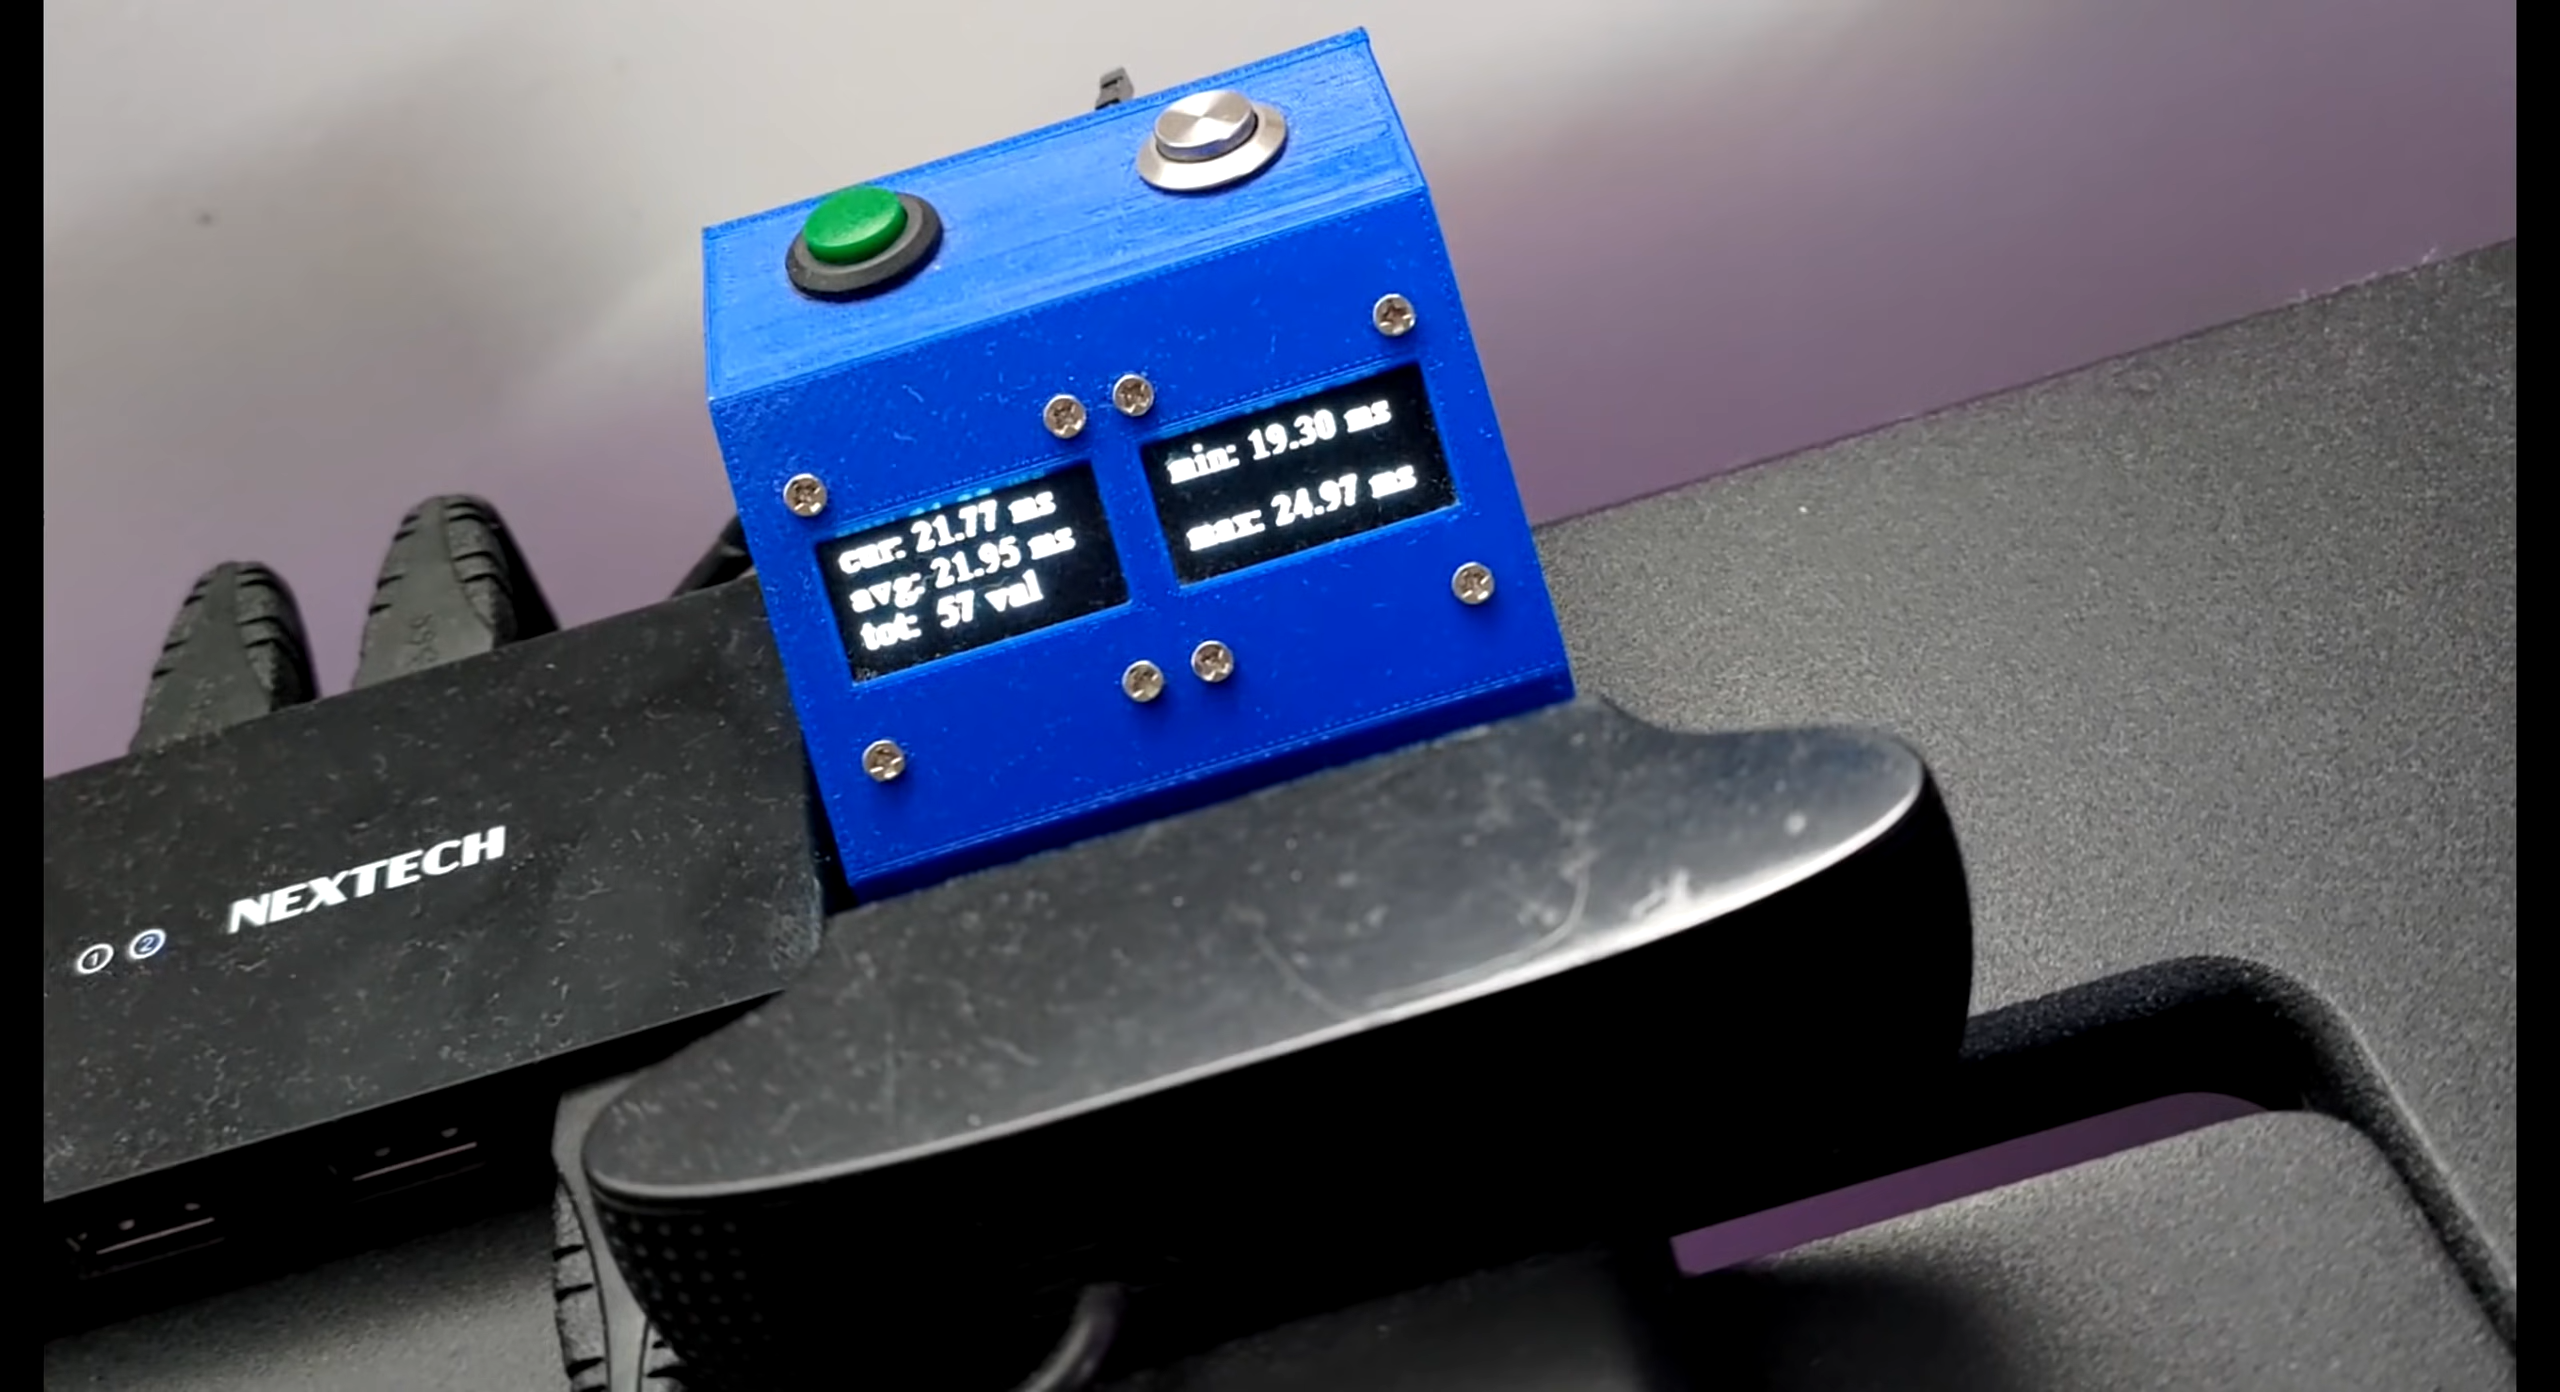 cur: 21.77 ms
avg: 21.95 ms
tot: 57 val
min: 19.30 ms
max: 24.97 ms
NEXTECH
1 2